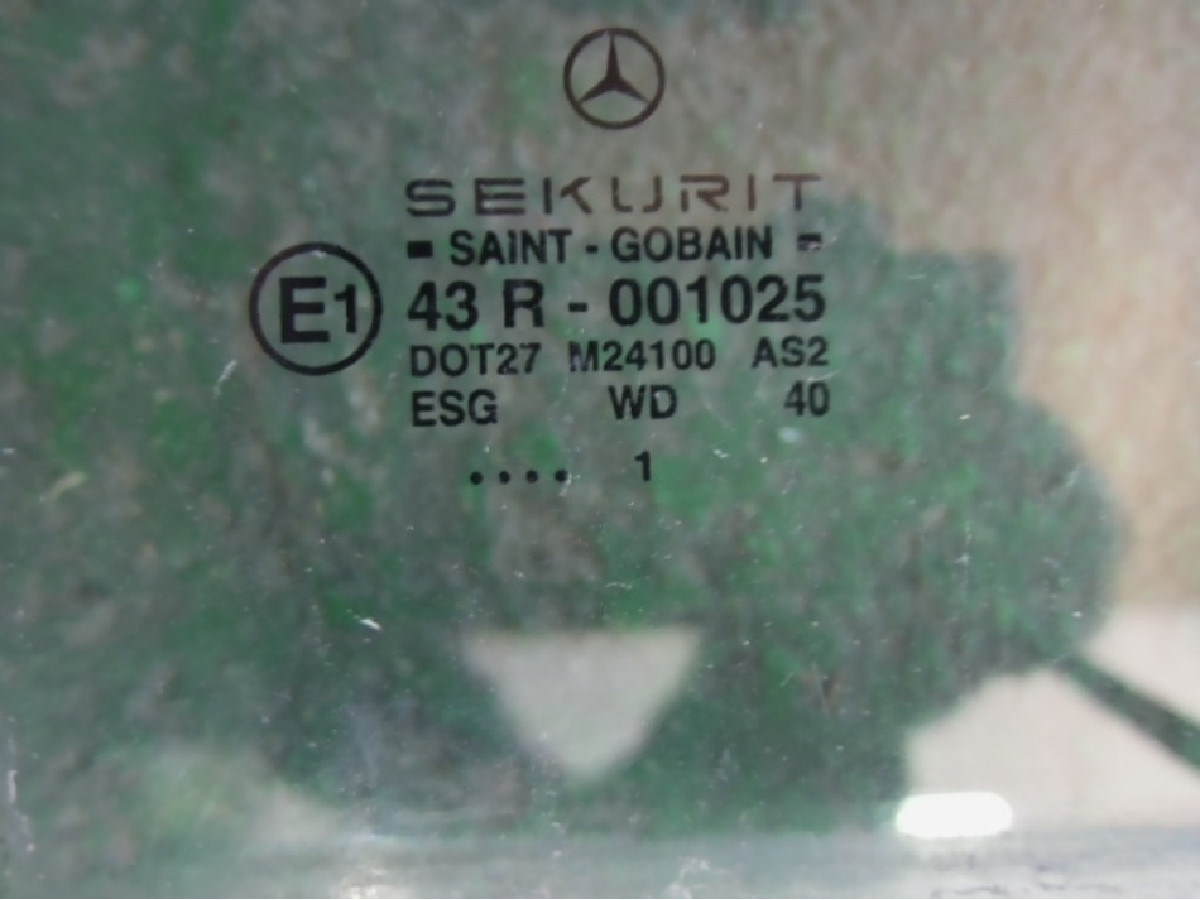 SEKURIT
SAINT - GOBAIN
E1 43 R - 001025
DOT27 M24100 AS2
ESG WD 40
.... 1